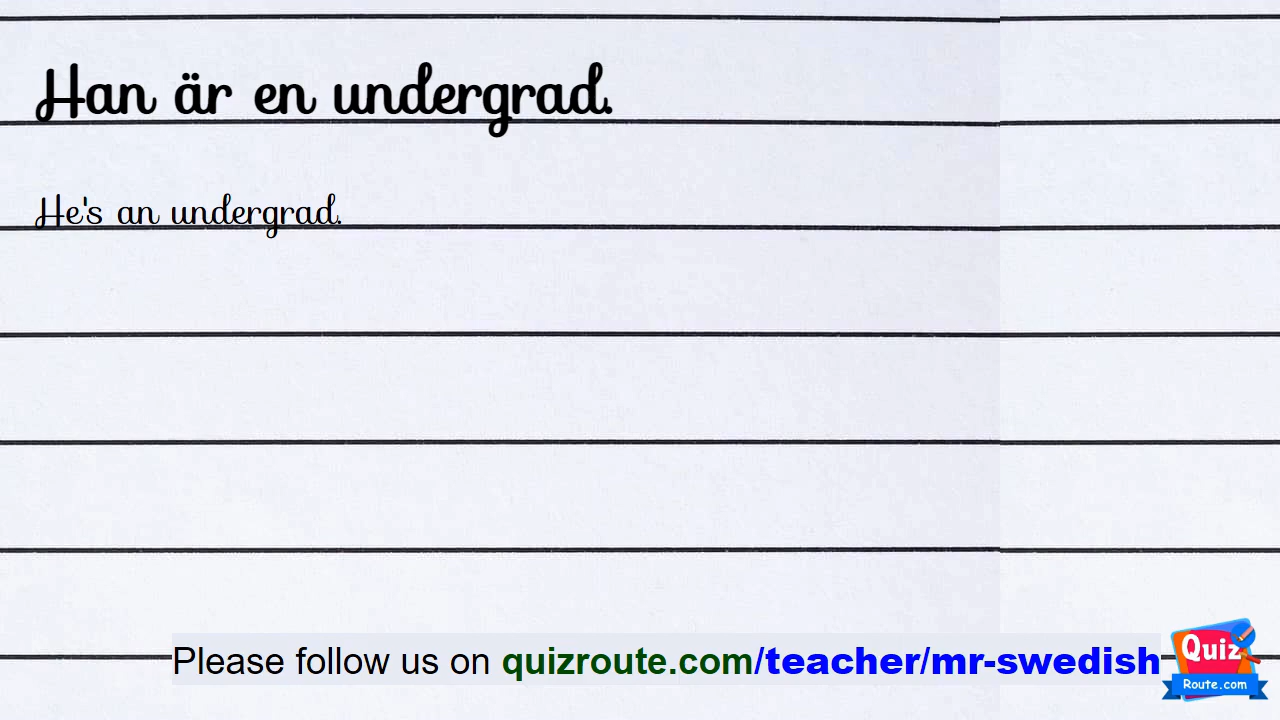 Han är en undergrad.
He's an undergrad.
Please follow us on quizroute.com/teacher/mr-swedish
Quiz
Route.com